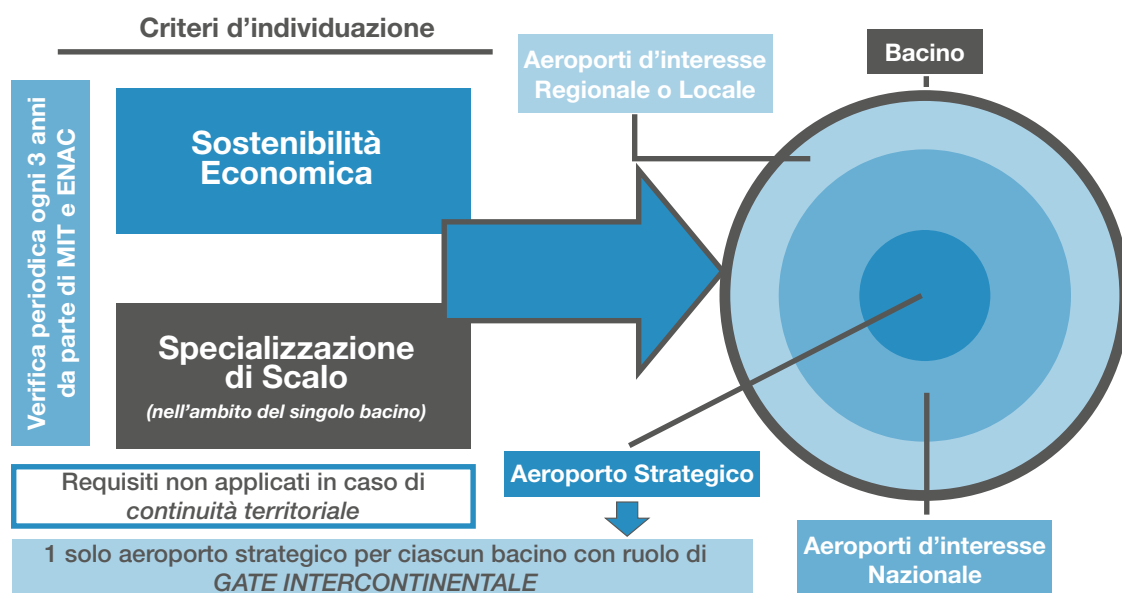 Criteri d’individuazione
Verifica periodica ogni 3 anni
da parte di MIT e ENAC
Sostenibilità
Economica
Specializzazione
di Scalo
(nell’ambito del singolo bacino)
Requisiti non applicati in caso di
continuità territoriale
Aeroporti d’interesse
Regionale o Locale
Bacino
Aeroporto Strategico
1 solo aeroporto strategico per ciascun bacino con ruolo di
GATE INTERCONTINENTALE
Aeroporti d’interesse
Nazionale